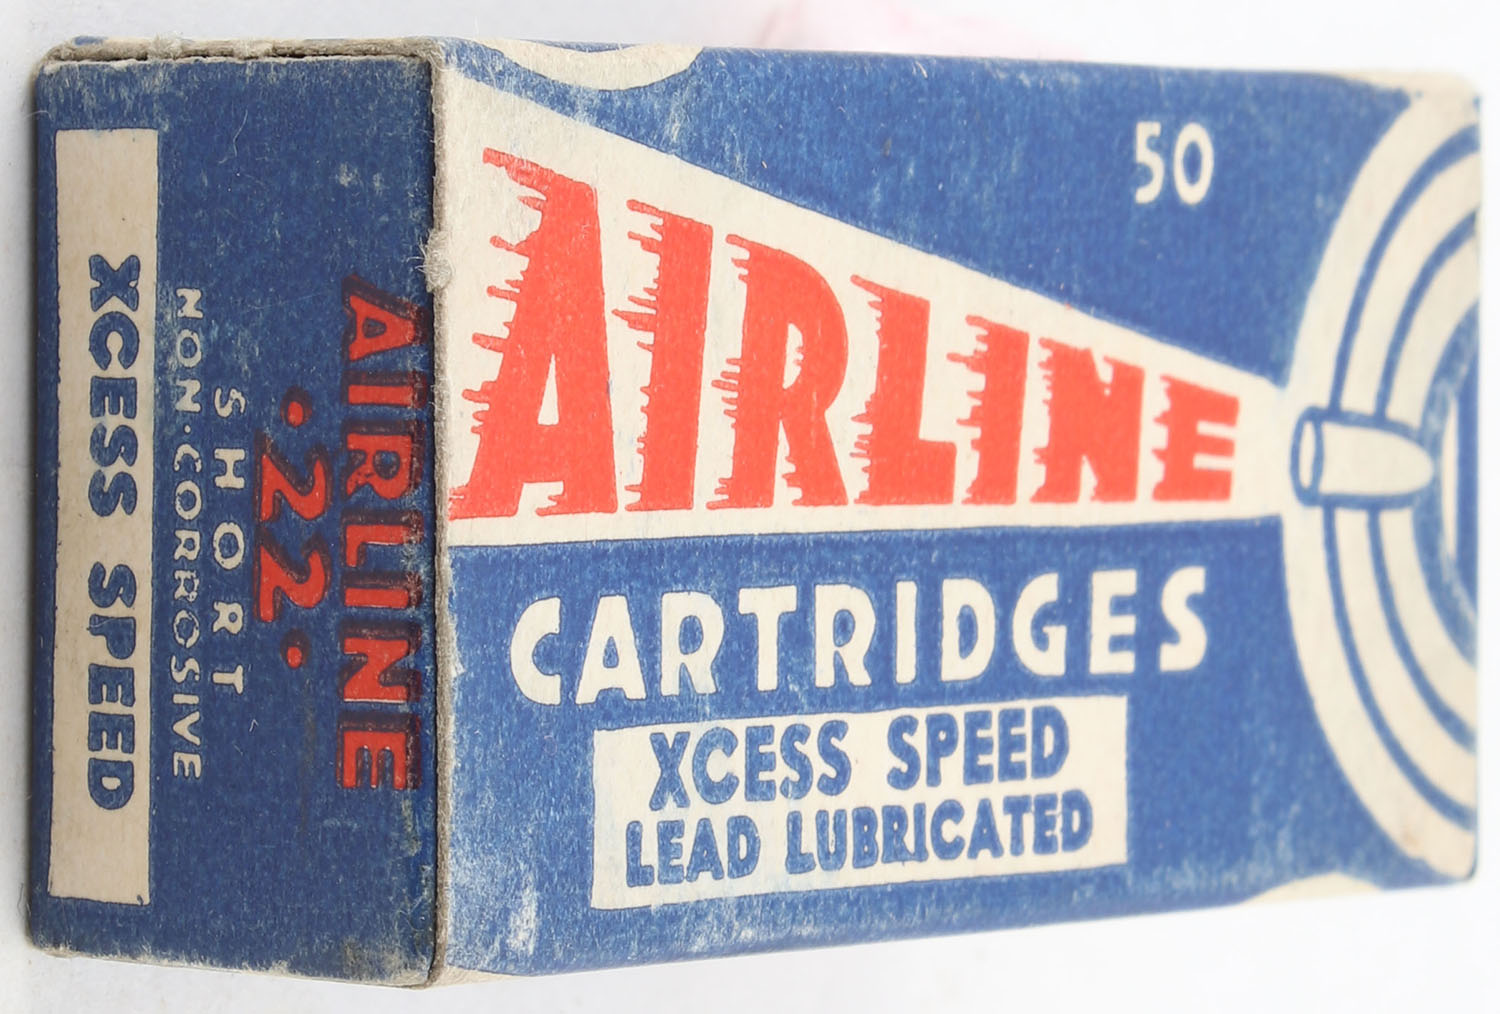 50
AIRLINE
CARTRIDGES
XCESS SPEED
LEAD LUBRICATED
AIRLINE
.22.
SHORT
NON-CORROSIVE
XCESS SPEED